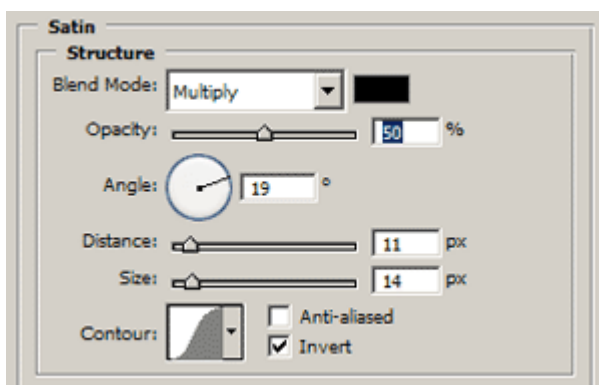 Satin
Structure
Blend Mode: Multiply
Opacity: 50 %
Angle: 19 °
Distance: 11 px
Size: 14 px
Contour: Anti-aliased
Invert